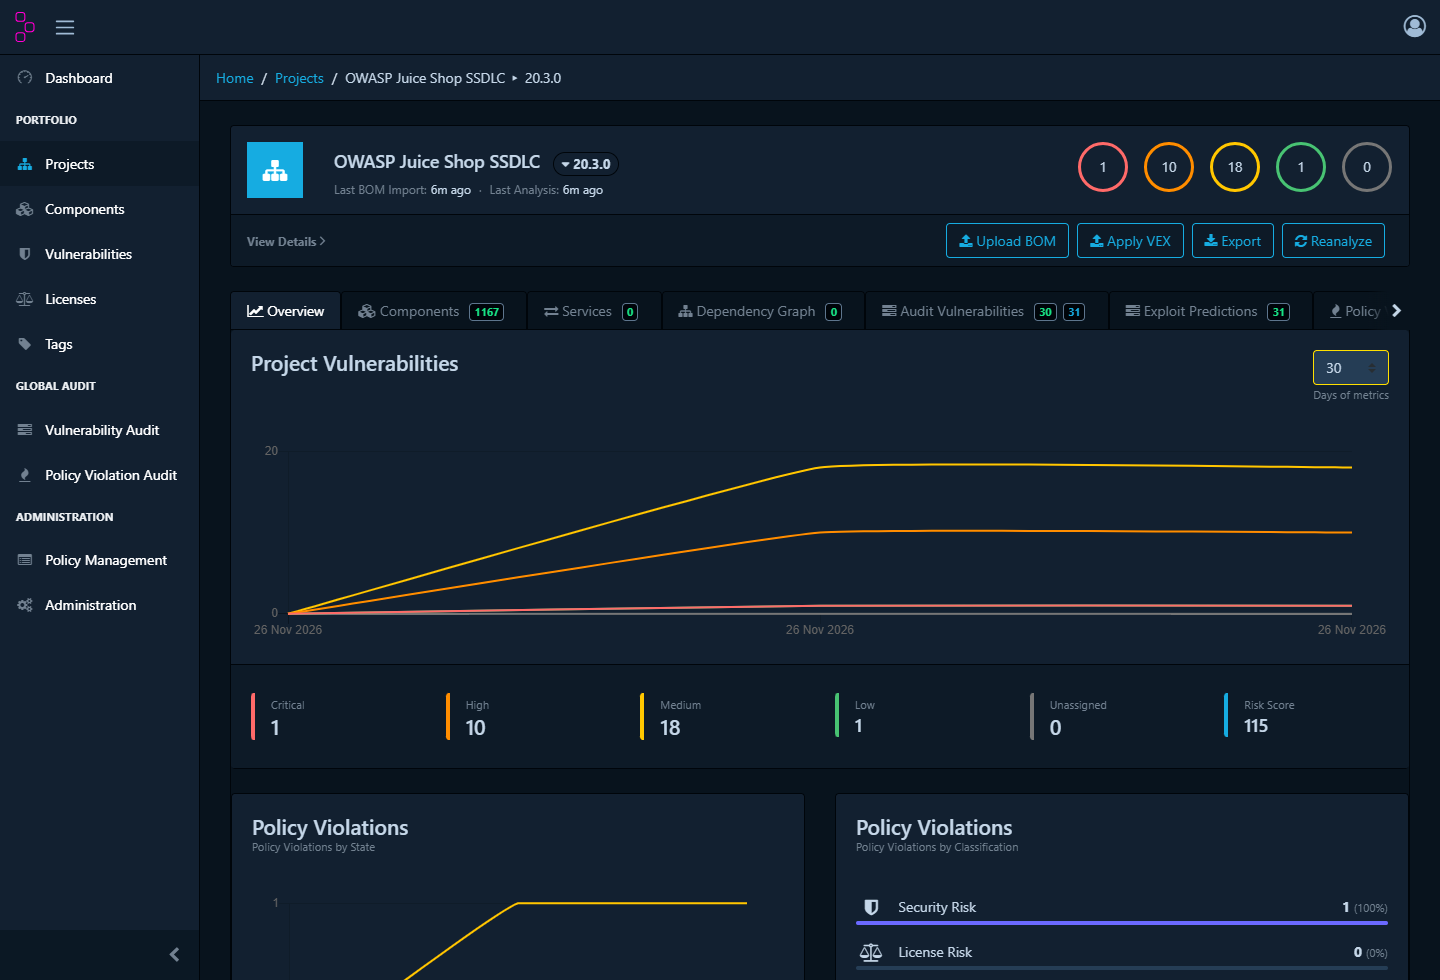 Dashboard
PORTFOLIO
Projects
Components
Vulnerabilities
Licenses
Tags
GLOBAL AUDIT
Vulnerability Audit
Policy Violation Audit
ADMINISTRATION
Policy Management
Administration
Home / Projects / OWASP Juice Shop SSDLC ▸ 20.3.0
OWASP Juice Shop SSDLC 20.3.0
Last BOM Import: 6m ago · Last Analysis: 6m ago
1 10 18 1 0
View Details
Upload BOM Apply VEX Export Reanalyze
Overview Components 1167 Services 0 Dependency Graph 0 Audit Vulnerabilities 30 31 Exploit Predictions 31 Policy
Project Vulnerabilities
30
Days of metrics
20
0
26 Nov 2026 26 Nov 2026 26 Nov 2026
Critical High Medium Low Unassigned Risk Score
1 10 18 1 0 115
Policy Violations
Policy Violations by State
1
Policy Violations
Policy Violations by Classification
Security Risk 1 (100%)
License Risk 0 (0%)